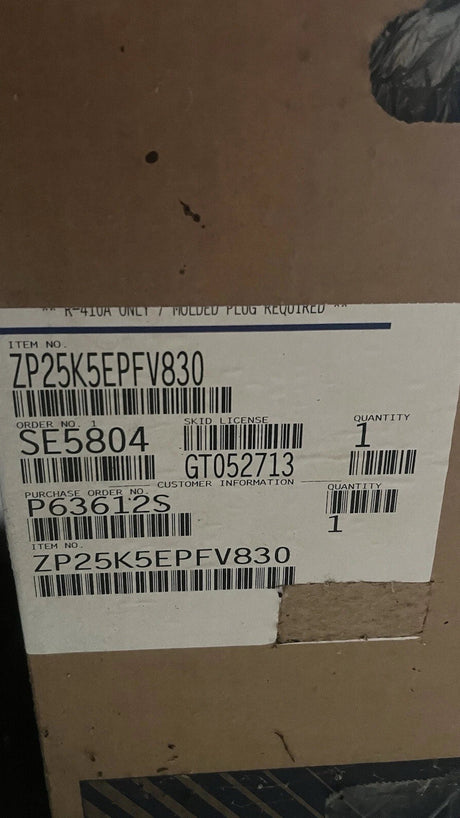 ** R-410A ONLY / MOLDED PLUG REQUIRED **
ITEM NO.
ZP25K5EPFV830
ORDER NO. 1
SE5804
SKID LICENSE
GT052713
QUANTITY
1
CUSTOMER INFORMATION
PURCHASE ORDER NO.
P63612S
QUANTITY
1
ITEM NO.
ZP25K5EPFV830